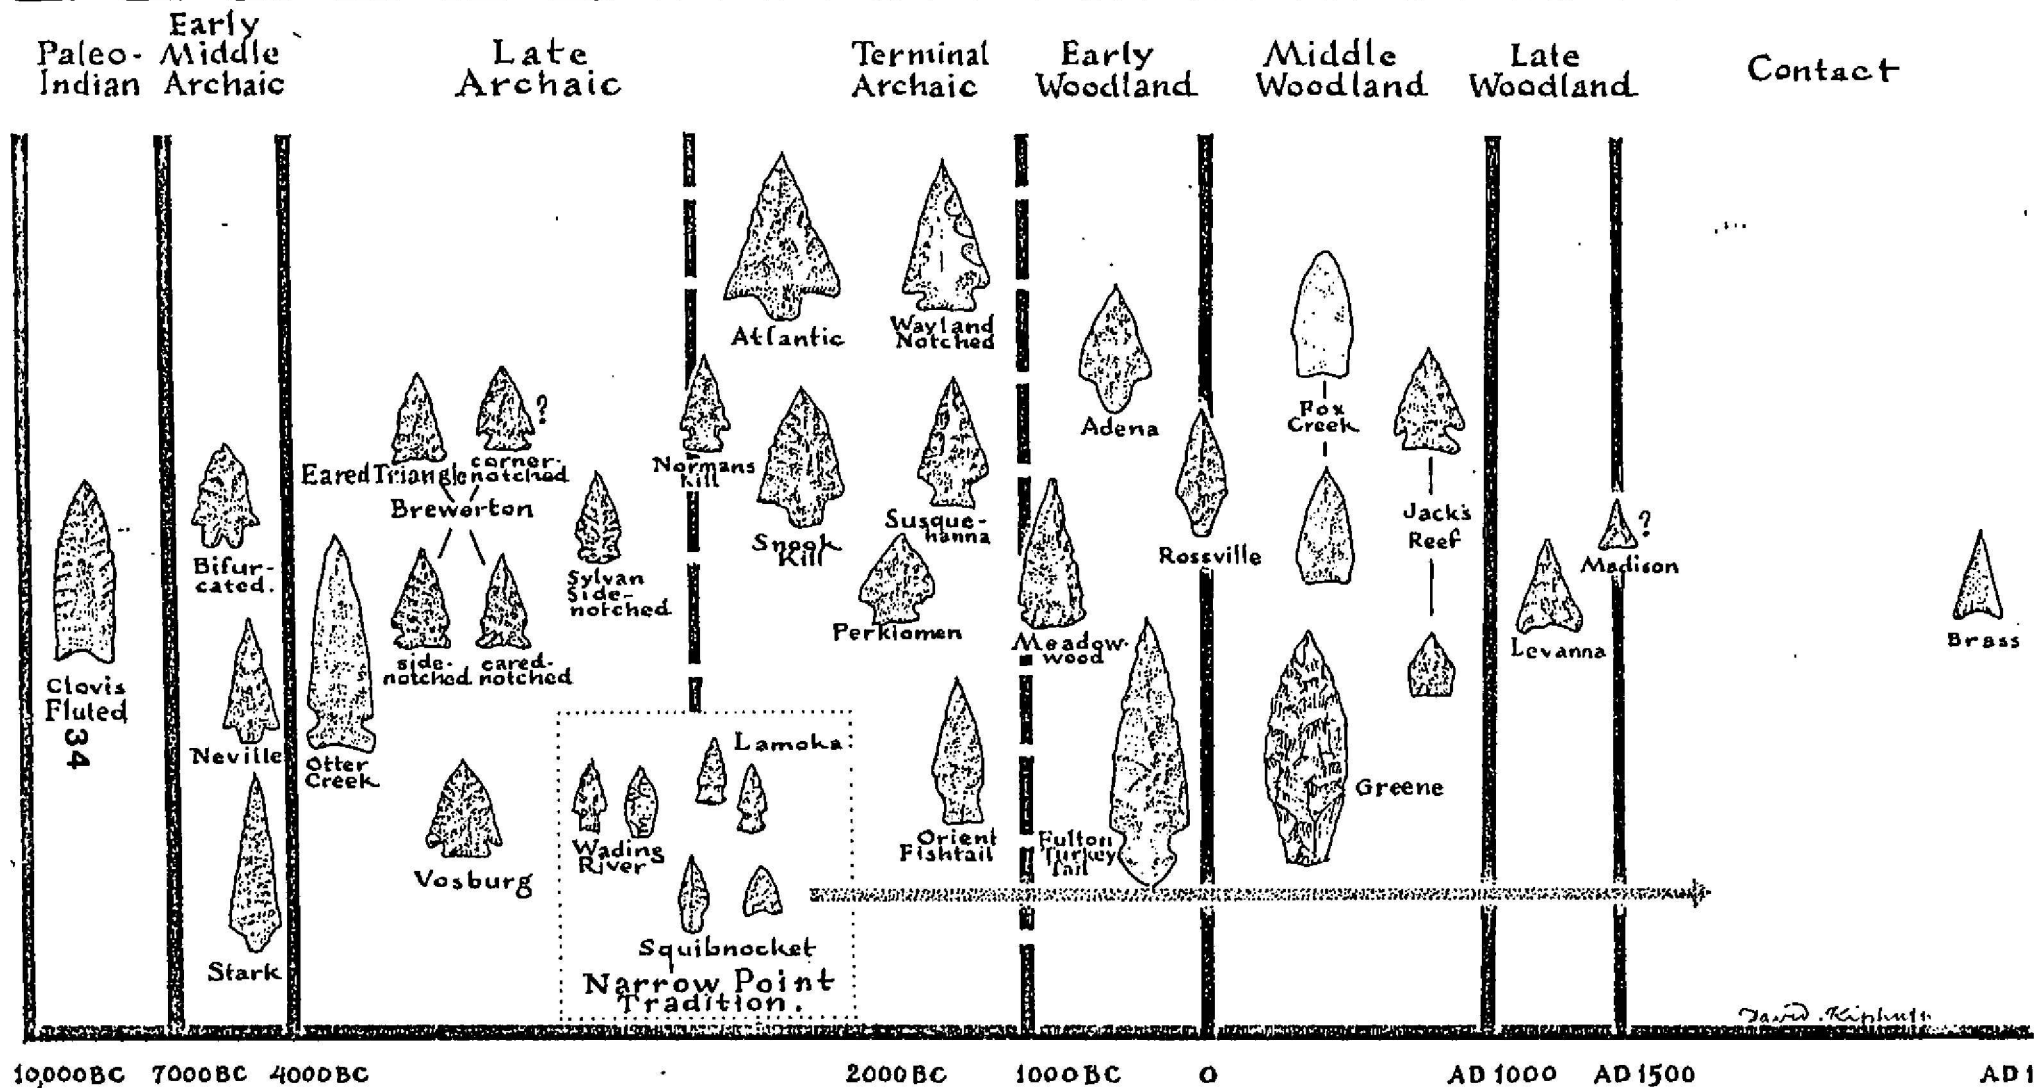 Paleo-
Indian
Early
Middle
Archaic
Late
Archaic
Terminal
Archaic
Early
Woodland
Middle
Woodland
Late
Woodland
Contact
Clovis
Fluted
34
Bifur-
cated.
Neville
Stark
Otter
Creek
Eared Triangle
corner-
notched
?
Brewerton
side-
notched
eared-
notched
Vosburg
Sylvan
Side-
notched
Normans
kill
Atlantic
Snook
Kill
Wayland
Notched
Susque-
hanna
Perkiomen
Orient
Fishtail
Lamoka
Wading
River
Squibnocket
Narrow Point
Tradition.
Meadow-
wood
Adena
Fulton
Turkey
Tail
Rossville
Fox
Creek
Jack's
Reef
Greene
Levanna
Madison
?
Brass
David Kiphuth
10,000BC 7000BC 4000BC 2000BC 1000BC 0 AD 1000 AD 1500 AD 1